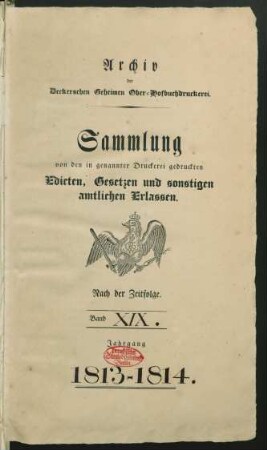 Archiv
der
Deckerschen Geheimen Ober-Hofbuchdruckerei.
Sammlung
von den in genannter Druckerei gedruckten
Edicten, Gesetzen und sonstigen
amtlichen Erlassen.
Nach der Zeitfolge.
Band XIX.
Jahrgang
1813-1814.